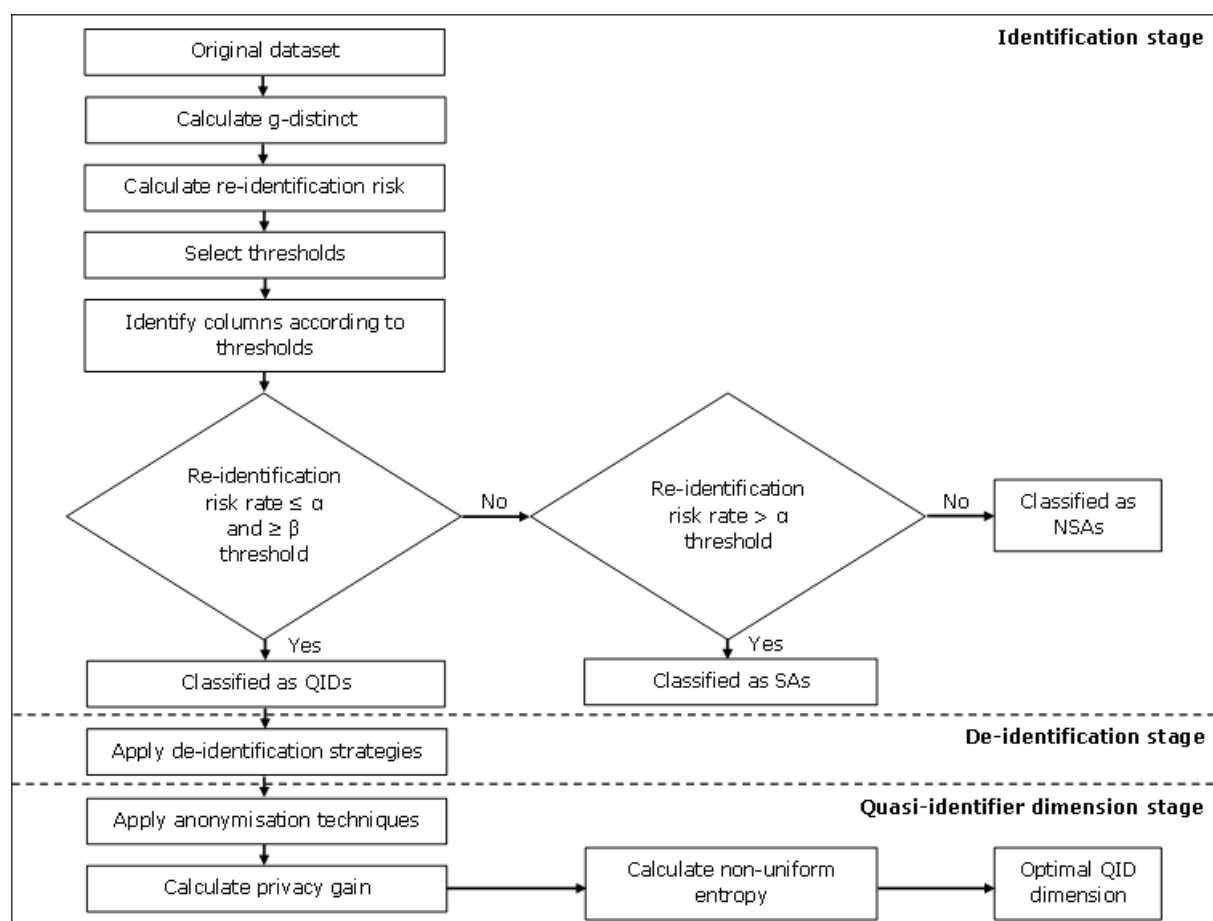 Original dataset
Identification stage
Calculate g-distinct
Calculate re-identification risk
Select thresholds
Identify columns according to
thresholds
Re-identification
risk rate ≤ α
and ≥ β
threshold
No
Re-identification
risk rate > α
threshold
No
Classified as
NSAs
Yes
Classified as QIDs
Yes
Classified as SAs
De-identification stage
Apply de-identification strategies
Quasi-identifier dimension stage
Apply anonymisation techniques
Calculate privacy gain
Calculate non-uniform
entropy
Optimal QID
dimension